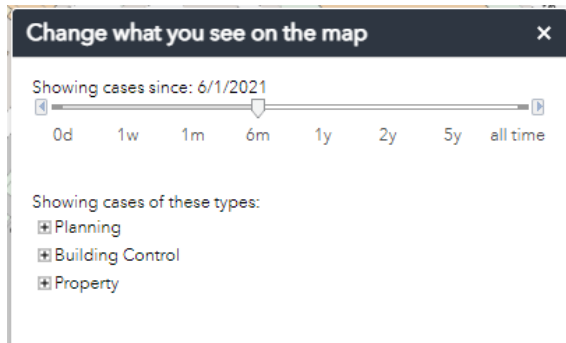 Change what you see on the map ×
Showing cases since: 6/1/2021
0d 1w 1m 6m 1y 2y 5y all time
Showing cases of these types:
Planning
Building Control
Property